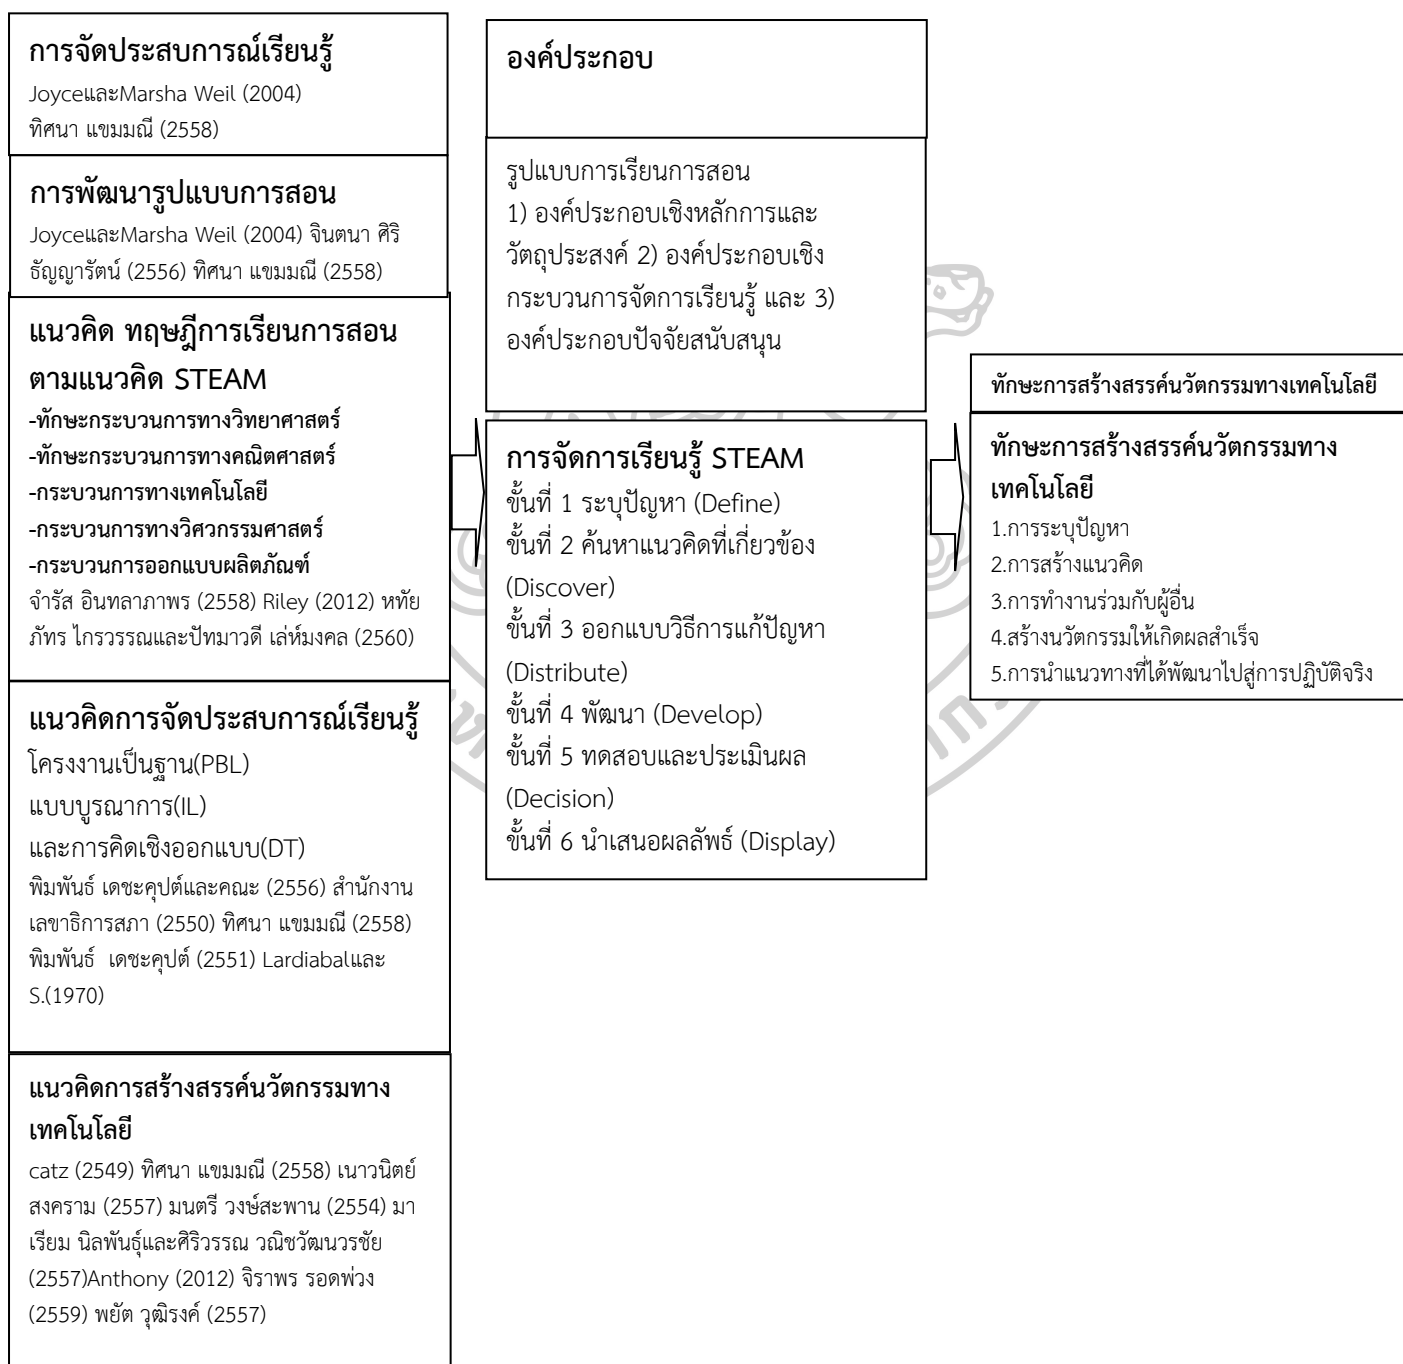 การจัดประสบการณ์เรียนรู้
JoyceและMarsha Weil (2004)
ทิศนา แขมมณี (2558)
การพัฒนารูปแบบการสอน
JoyceและMarsha Weil (2004) จินตนา ศิริ
ธัญญารัตน์ (2556) ทิศนา แขมมณี (2558)
แนวคิด ทฤษฎีการเรียนการสอน
ตามแนวคิด STEAM
-ทักษะกระบวนการทางวิทยาศาสตร์
-ทักษะกระบวนการทางคณิตศาสตร์
-กระบวนการทางเทคโนโลยี
-กระบวนการทางวิศวกรรมศาสตร์
-กระบวนการออกแบบผลิตภัณฑ์
จำรัส อินทลาภาพร (2558) Riley (2012) หทัย
ภัทร ไกรวรรณและปัทมาวดี เล่ห์มงคล (2560)
แนวคิดการจัดประสบการณ์เรียนรู้
โครงงานเป็นฐาน(PBL)
แบบบูรณาการ(IL)
และการคิดเชิงออกแบบ(DT)
พิมพันธ์ เดชะคุปต์และคณะ (2556) สำนักงาน
เลขาธิการสภา (2550) ทิศนา แขมมณี (2558)
พิมพันธ์ เดชะคุปต์ (2551) Lardiabalและ
S.(1970)
แนวคิดการสร้างสรรค์นวัตกรรมทาง
เทคโนโลยี
catz (2549) ทิศนา แขมมณี (2558) เนาวนิตย์
สงคราม (2557) มนตรี วงษ์สะพาน (2554) มา
เรียม นิลพันธุ์และศิริวรรณ วณิชวัฒนวรชัย
(2557)Anthony (2012) จิราพร รอดพ่วง
(2559) พยัต วุฒิรงค์ (2557)
องค์ประกอบ
รูปแบบการเรียนการสอน
1) องค์ประกอบเชิงหลักการและ
วัตถุประสงค์ 2) องค์ประกอบเชิง
กระบวนการจัดการเรียนรู้ และ 3)
องค์ประกอบปัจจัยสนับสนุน
การจัดการเรียนรู้ STEAM
ขั้นที่ 1 ระบุปัญหา (Define)
ขั้นที่ 2 ค้นหาแนวคิดที่เกี่ยวข้อง
(Discover)
ขั้นที่ 3 ออกแบบวิธีการแก้ปัญหา
(Distribute)
ขั้นที่ 4 พัฒนา (Develop)
ขั้นที่ 5 ทดสอบและประเมินผล
(Decision)
ขั้นที่ 6 นำเสนอผลลัพธ์ (Display)
ทักษะการสร้างสรรค์นวัตกรรมทางเทคโนโลยี
ทักษะการสร้างสรรค์นวัตกรรมทาง
เทคโนโลยี
1.การระบุปัญหา
2.การสร้างแนวคิด
3.การทำงานร่วมกับผู้อื่น
4.สร้างนวัตกรรมให้เกิดผลสำเร็จ
5.การนำแนวทางที่ได้พัฒนาไปสู่การปฏิบัติจริง